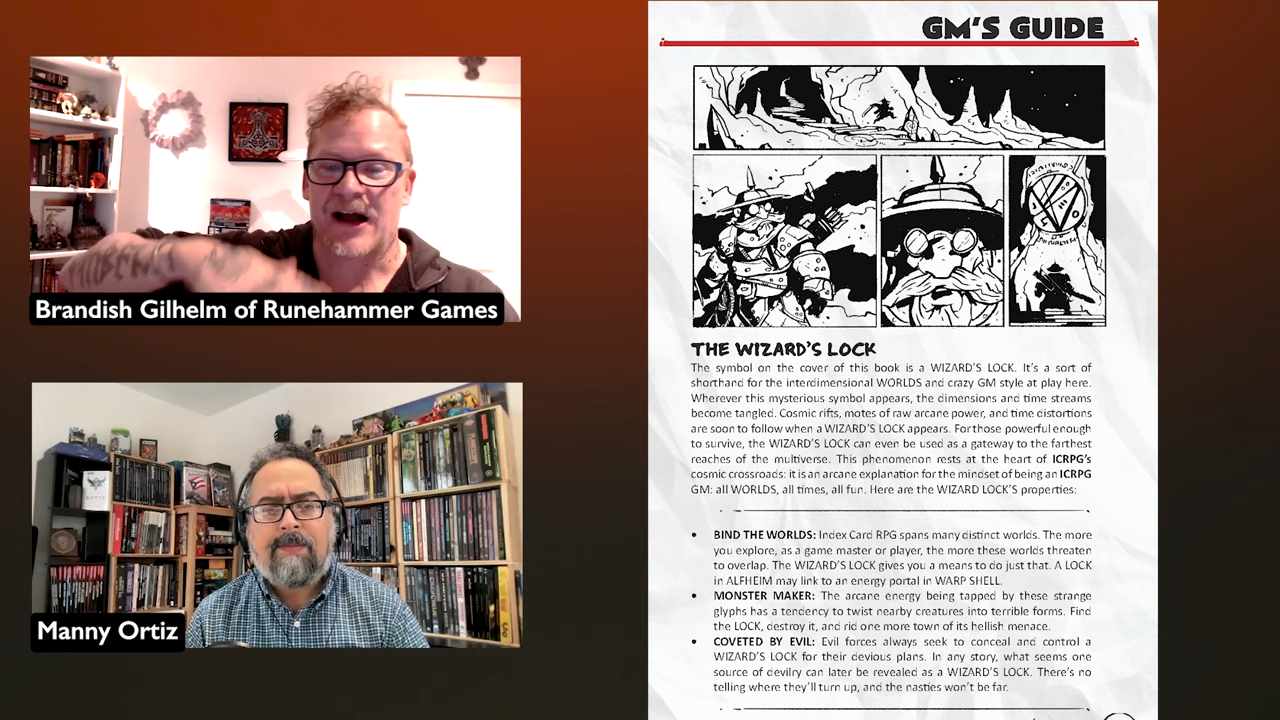 Brandish Gilhelm of Runehammer Games
Manny Ortiz
GM'S GUIDE
THE WIZARD'S LOCK
The symbol on the cover of this book is a WIZARD'S LOCK. It's a sort of
shorthand for the interdimensional WORLDS and crazy GM style at play here.
Wherever this mysterious symbol appears, the dimensions and time streams
become tangled. Cosmic rifts, motes of raw arcane power, and time distortions
are soon to follow when a WIZARD'S LOCK appears. For those powerful enough
to survive, the WIZARD'S LOCK can even be used as a gateway to the farthest
reaches of the multiverse. This phenomenon rests at the heart of ICRPG's
cosmic crossroads: it is an arcane explanation for the mindset of being an ICRPG
GM: all WORLDS, all times, all fun. Here are the WIZARD LOCK'S properties:
• BIND THE WORLDS: Index Card RPG spans many distinct worlds. The more
you explore, as a game master or player, the more these worlds threaten
to overlap. The WIZARD'S LOCK gives you a means to do just that. A LOCK
in ALFHEIM may link to an energy portal in WARP SHELL.
• MONSTER MAKER: The arcane energy being tapped by these strange
glyphs has a tendency to twist nearby creatures into terrible forms. Find
the LOCK, destroy it, and rid one more town of its hellish menace.
• COVETED BY EVIL: Evil forces always seek to conceal and control a
WIZARD'S LOCK for their devious plans. In any story, what seems one
source of devilry can later be revealed as a WIZARD'S LOCK. There's no
telling where they'll turn up, and the nasties won't be far.